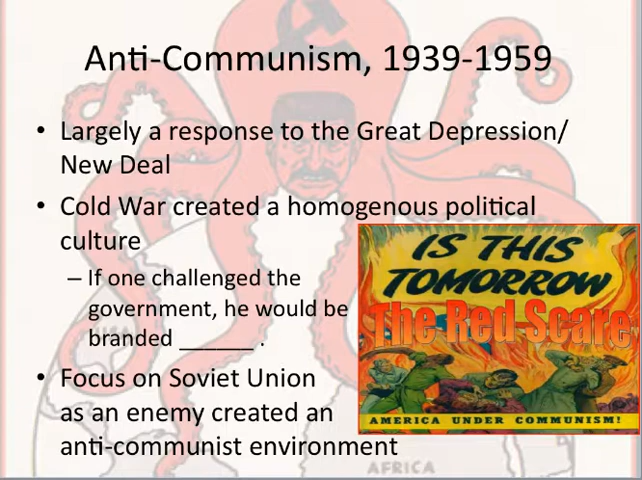 Anti-Communism, 1939-1959
• Largely a response to the Great Depression/
New Deal
• Cold War created a homogenous political
culture
– If one challenged the
government, he would be
branded ______ .
• Focus on Soviet Union
as an enemy created an
anti-communist environment
IS THIS
TOMORROW
The Red Scare
AMERICA UNDER COMMUNISM!
AFRICA